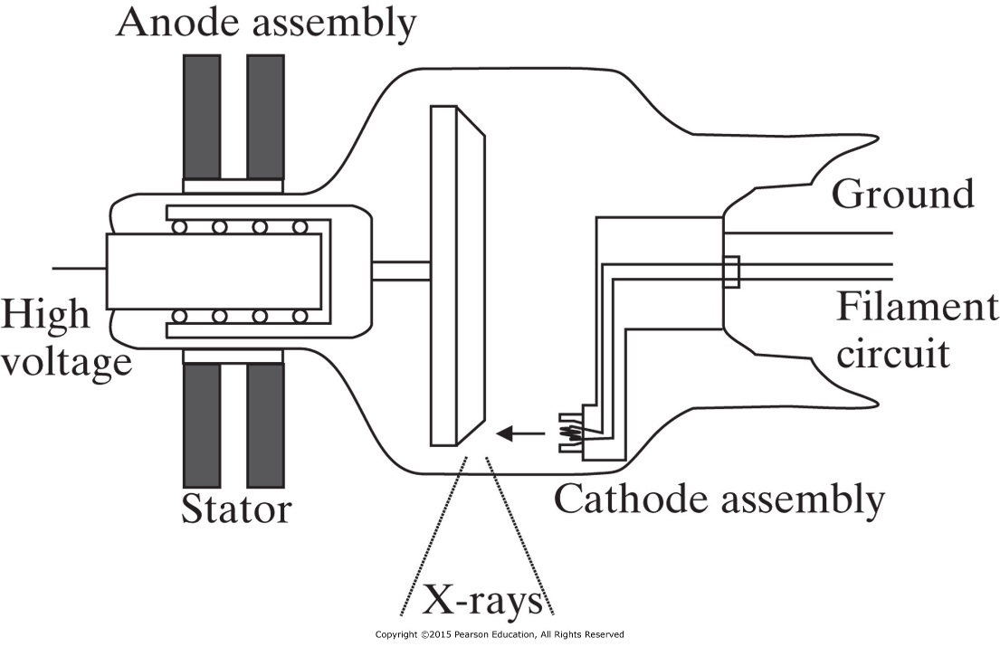 Anode assembly
Ground
High
voltage
Filament
circuit
Stator
Cathode assembly
X-rays
Copyright ©2015 Pearson Education, All Rights Reserved